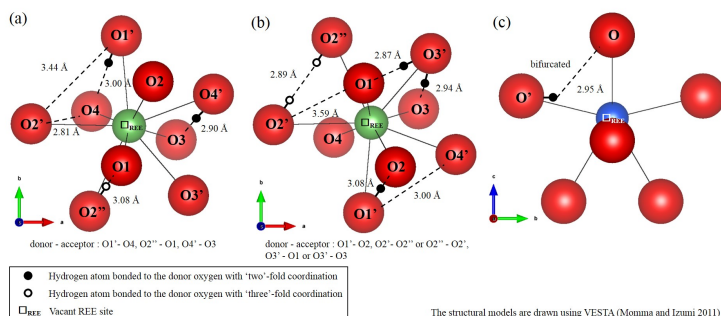 (a)
O1'
3.44 Å
3.00 Å
O2
O4'
O2'
O4
REE
2.81 Å
O3
2.90 Å
O1
O3'
O2''
3.08 Å
b
a
donor - acceptor : O1'- O4, O2'' - O1, O4' - O3
(b)
O2''
2.87 Å
O3'
2.89 Å
O1
2.94 Å
O2'
3.59 Å
O3
O4
REE
O2
O4'
3.08 Å
3.00 Å
O1'
b
a
donor - acceptor : O1'- O2, O2'- O2'' or O2'' - O2',
O3' - O1 or O3' - O3
(c)
O
bifurcated
O'
2.95 Å
REE
c
b
Hydrogen atom bonded to the donor oxygen with 'two'-fold coordination
Hydrogen atom bonded to the donor oxygen with 'three'-fold coordination
REE Vacant REE site
The structural models are drawn using VESTA (Momma and Izumi 2011)